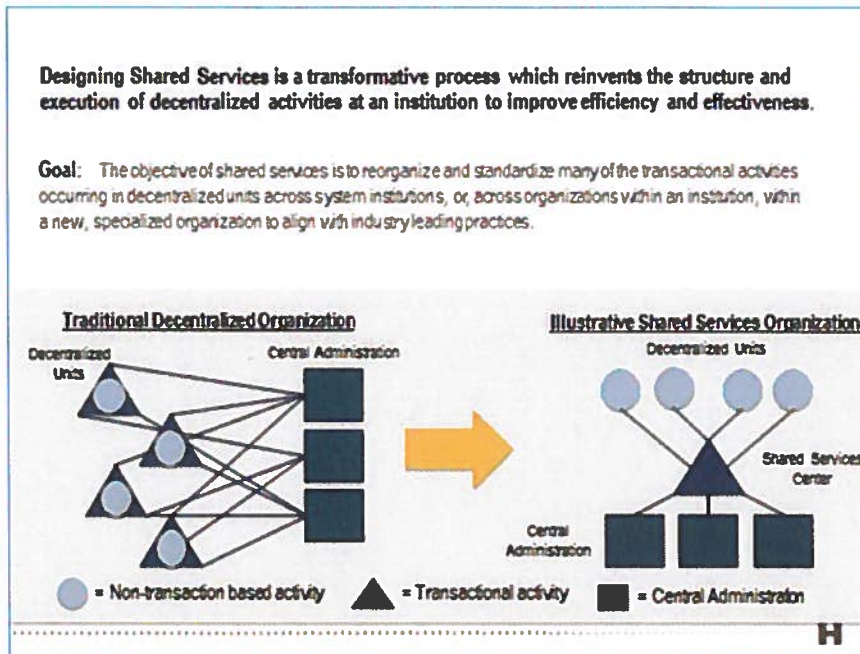 Designing Shared Services is a transformative process which reinvents the structure and
execution of decentralized activities at an institution to improve efficiency and effectiveness.
Goal: The objective of shared services is to reorganize and standardize many of the transactional activities
occurring in decentralized units across system institutions, or, across organizations within an institution, within
a new, specialized organization to align with industry leading practices.
Traditional Decentralized Organization
Decentralized
Units
Central Administration
Illustrative Shared Services Organization
Decentralized Units
Shared Services
Center
Central
Administration
= Non-transaction based activity
= Transactional activity
= Central Administration
H